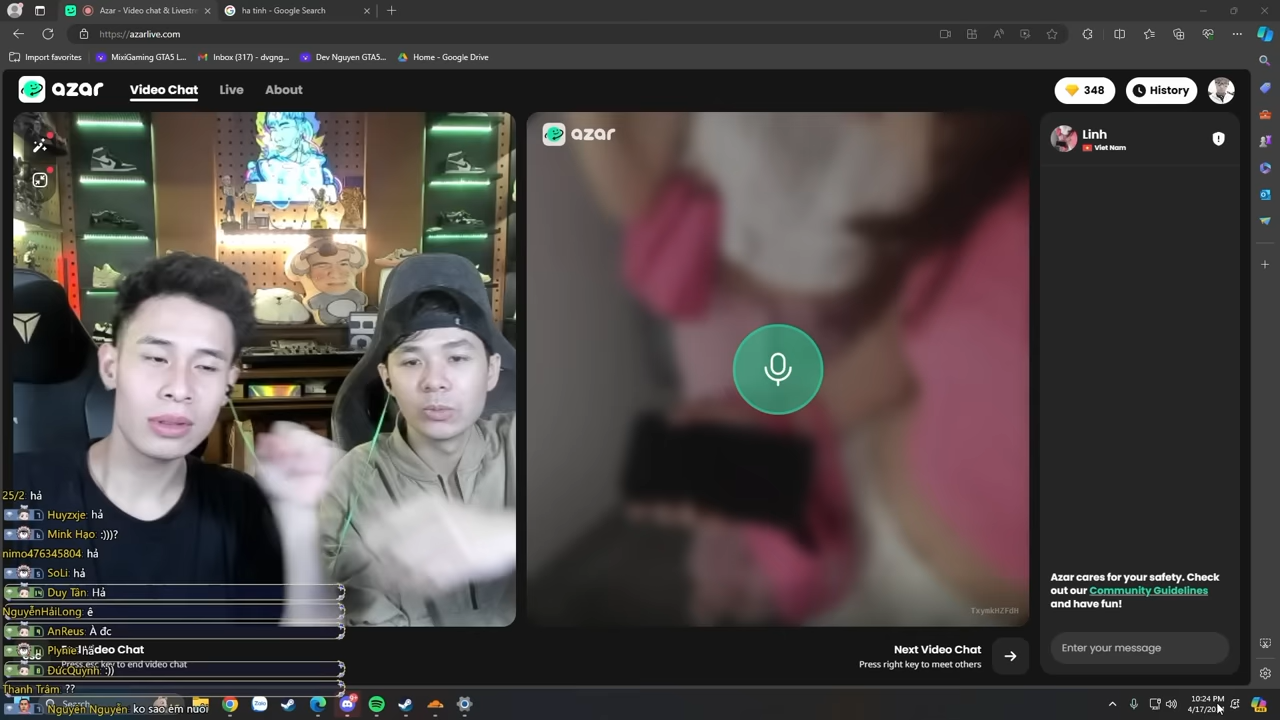 Azar - Video chat & Livestre
ha tinh - Google Search
https://azarlive.com
Import favorites
MixiGaming GTA5 L...
Inbox (317) - dvgng...
Dev Nguyen GTA5...
Home - Google Drive
azar
Video Chat
Live
About
348
History
azar
Linh
Viet Nam
25/2: hả
Huyzxje: hả
Mink Hạo: :)))?
nimo476345804: hả
SoLi: hả
Duy Tân: Hả
NguyễnHảiLong: ê
AnReus: À đc
ĐứcQuỳnh: :))
Thanh Trâm: ??
Nguyên Nguyễn: ko sao em nuôi
Video Chat
Press esc key to end video chat
Next Video Chat
Press right key to meet others
TxymkHZFdH
Azar cares for your safety. Check
out our Community Guidelines
and have fun!
Enter your message
Search
Zalo
10:24 PM